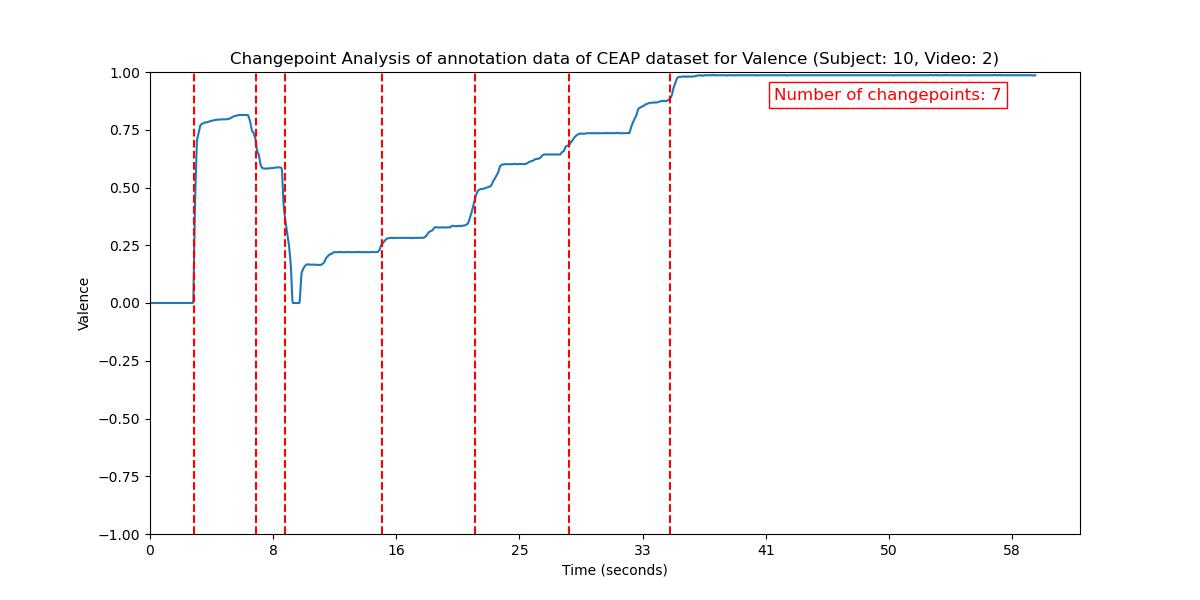 Changepoint Analysis of annotation data of CEAP dataset for Valence (Subject: 10, Video: 2)
Number of changepoints: 7
1.00
0.75
0.50
0.25
0.00
−0.25
−0.50
−0.75
−1.00
Valence
0 8 16 25 33 41 50 58
Time (seconds)